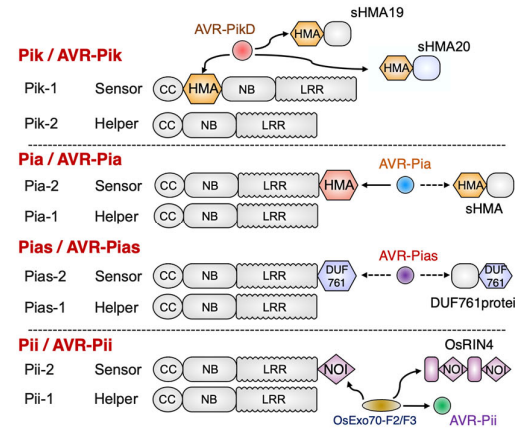 sHMA19
AVR-PikD
HMA
sHMA20
Pik / AVR-Pik
HMA
Pik-1 Sensor CC HMA NB LRR
Pik-2 Helper CC NB LRR
Pia / AVR-Pia
AVR-Pia
Pia-2 Sensor CC NB LRR HMA HMA
sHMA
Pia-1 Helper CC NB LRR
Pias / AVR-Pias
AVR-Pias
Pias-2 Sensor CC NB LRR DUF 761 DUF 761
DUF761protei
Pias-1 Helper CC NB LRR
Pii / AVR-Pii
OsRIN4
Pii-2 Sensor CC NB LRR NOI NOI NOI
Pii-1 Helper CC NB LRR
OsExo70-F2/F3 AVR-Pii